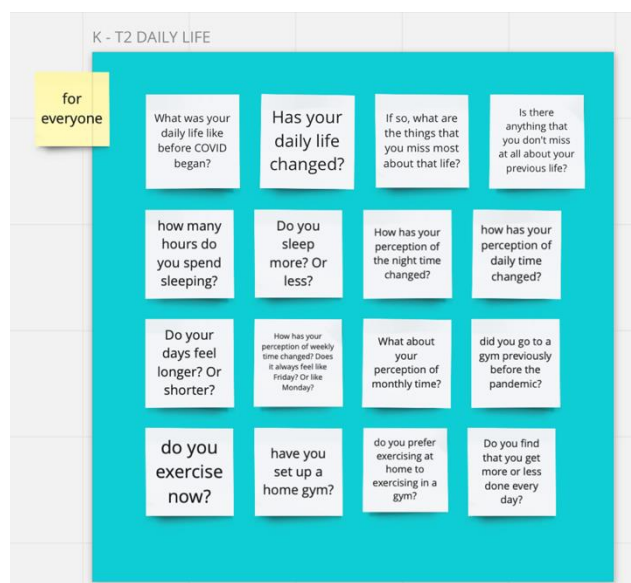 K - T2 DAILY LIFE
for
everyone
What was your
daily life like
before COVID
began?
Has your
daily life
changed?
If so, what are
the things that
you miss most
about that life?
Is there
anything that
you don't miss
at all about your
previous life?
how many
hours do
you spend
sleeping?
Do you
sleep
more? Or
less?
How has your
perception of
the night time
changed?
how has your
perception of
daily time
changed?
Do your
days feel
longer? Or
shorter?
How has your
perception of weekly
time changed? Does
it always feel like
Friday? Or like
Monday?
What about
your
perception of
monthly time?
did you go to a
gym previously
before the
pandemic?
do you
exercise
now?
have you
set up a
home gym?
do you prefer
exercising at
home to
exercising in a
gym?
Do you find
that you get
more or less
done every
day?